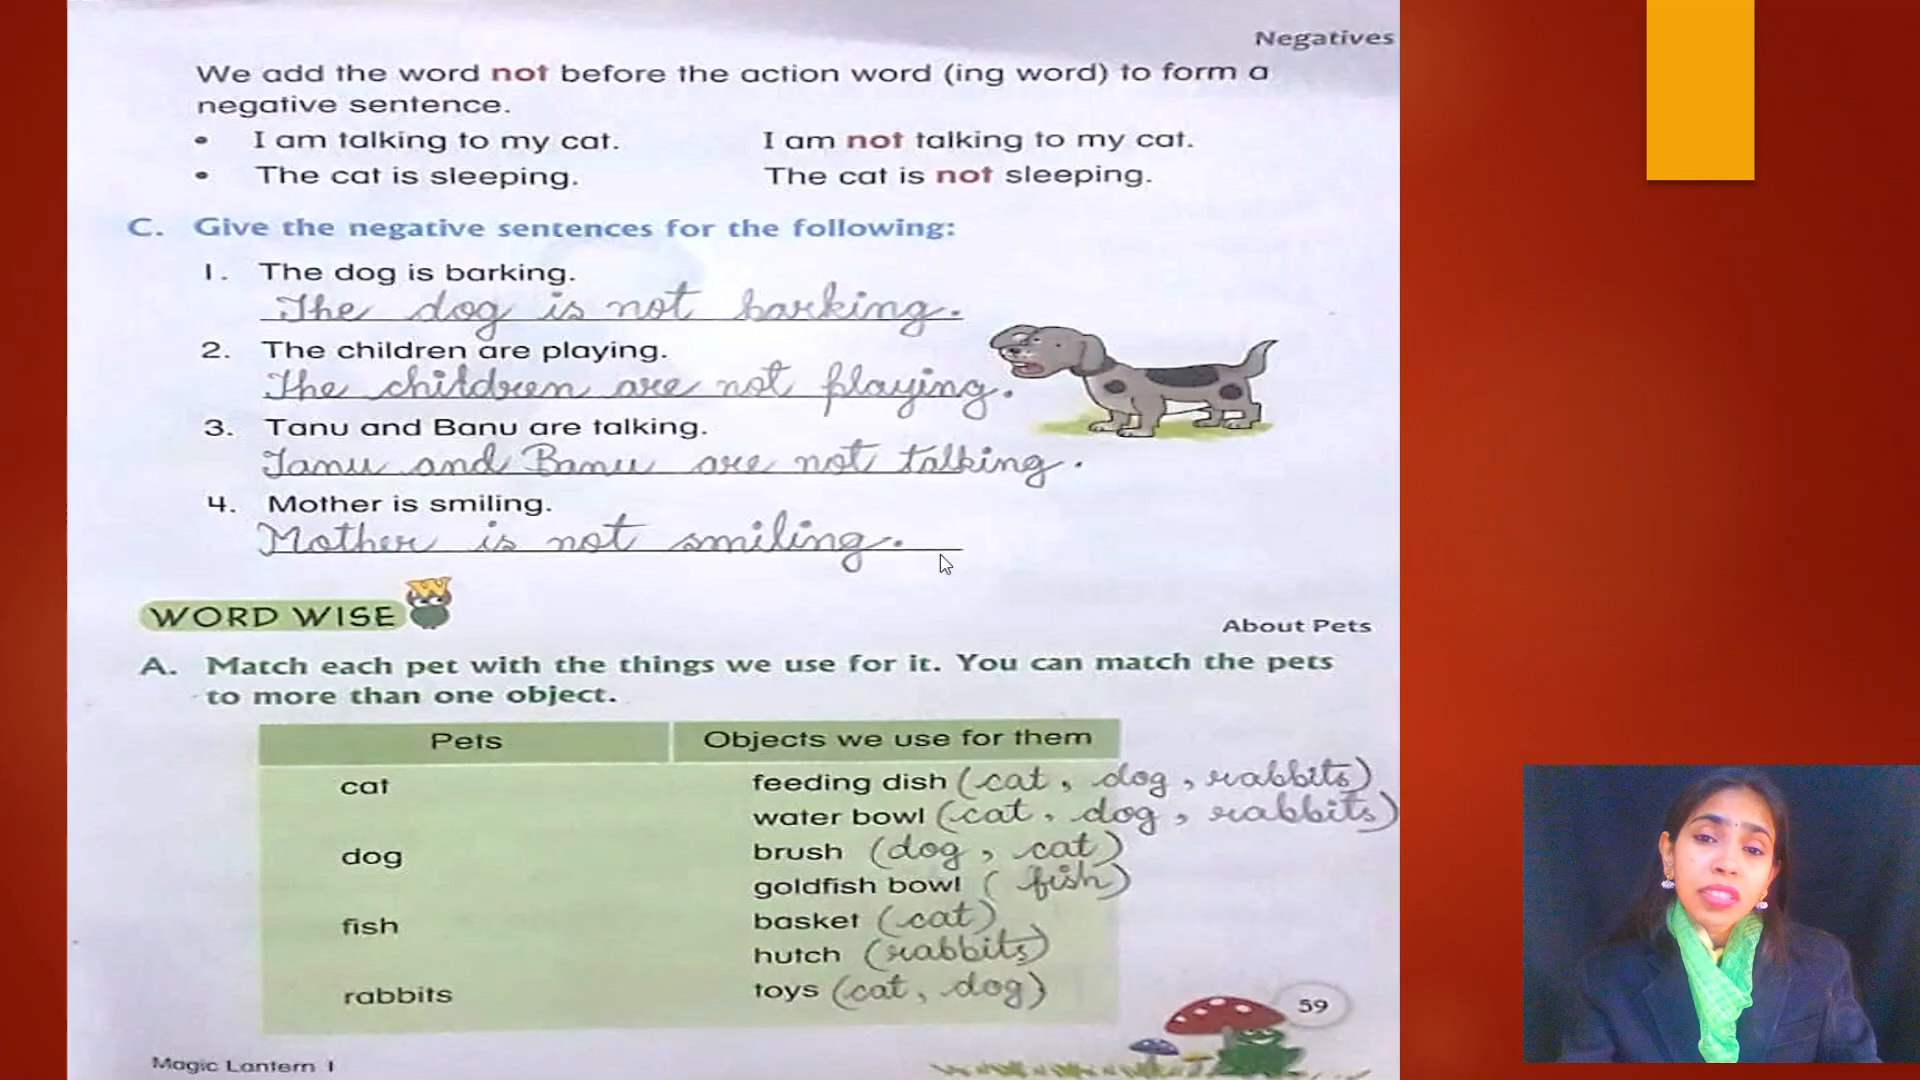 Negatives
We add the word not before the action word (ing word) to form a
negative sentence.
• I am talking to my cat. I am not talking to my cat.
• The cat is sleeping. The cat is not sleeping.
C. Give the negative sentences for the following:
1. The dog is barking.
The dog is not barking.
2. The children are playing.
The children are not playing.
3. Tanu and Banu are talking.
Tanu and Banu are not talking.
4. Mother is smiling.
Mother is not smiling.
W
WORD WISE
About Pets
A. Match each pet with the things we use for it. You can match the pets
to more than one object.
Pets Objects we use for them
cat feeding dish (cat, dog, rabbits)
water bowl (cat, dog, rabbits)
dog brush (dog, cat)
goldfish bowl (fish)
fish basket (cat)
hutch (rabbits)
rabbits toys (cat, dog)
59
Magic Lantern 1